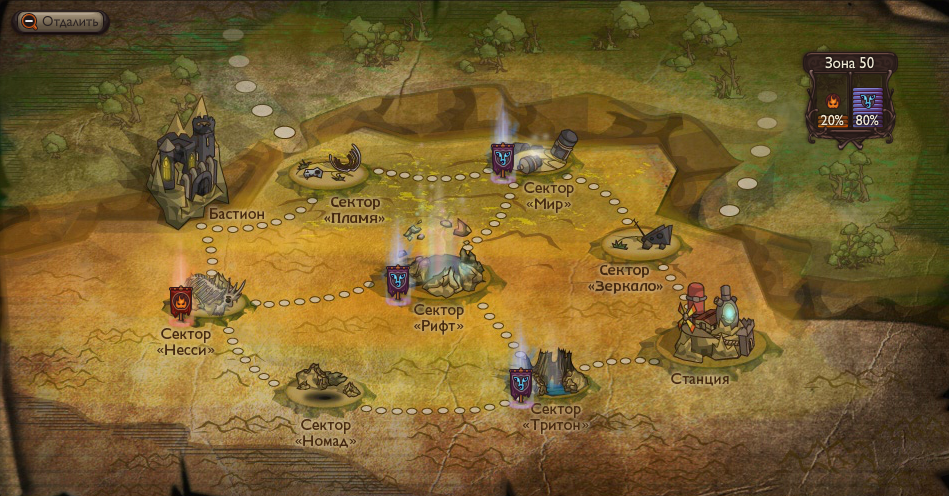 Отдалить
Зона 50
20% 80%
Бастион
Сектор
«Пламя»
Сектор
«Мир»
Сектор
«Зеркало»
Сектор
«Несси»
Сектор
«Рифт»
Станция
Сектор
«Номад»
Сектор
«Тритон»